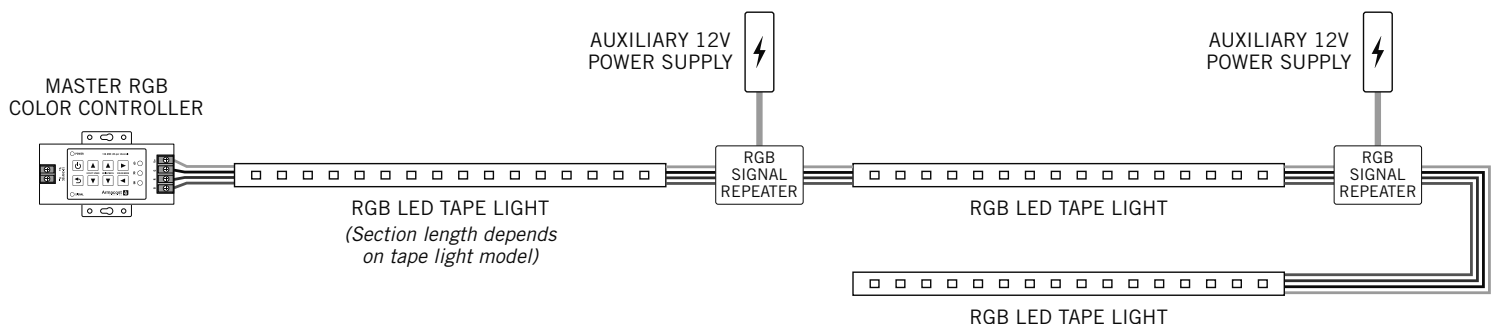 MASTER RGB
COLOR CONTROLLER
RGB LED TAPE LIGHT
(Section length depends
on tape light model)
AUXILIARY 12V
POWER SUPPLY
RGB
SIGNAL
REPEATER
RGB LED TAPE LIGHT
AUXILIARY 12V
POWER SUPPLY
RGB
SIGNAL
REPEATER
RGB LED TAPE LIGHT